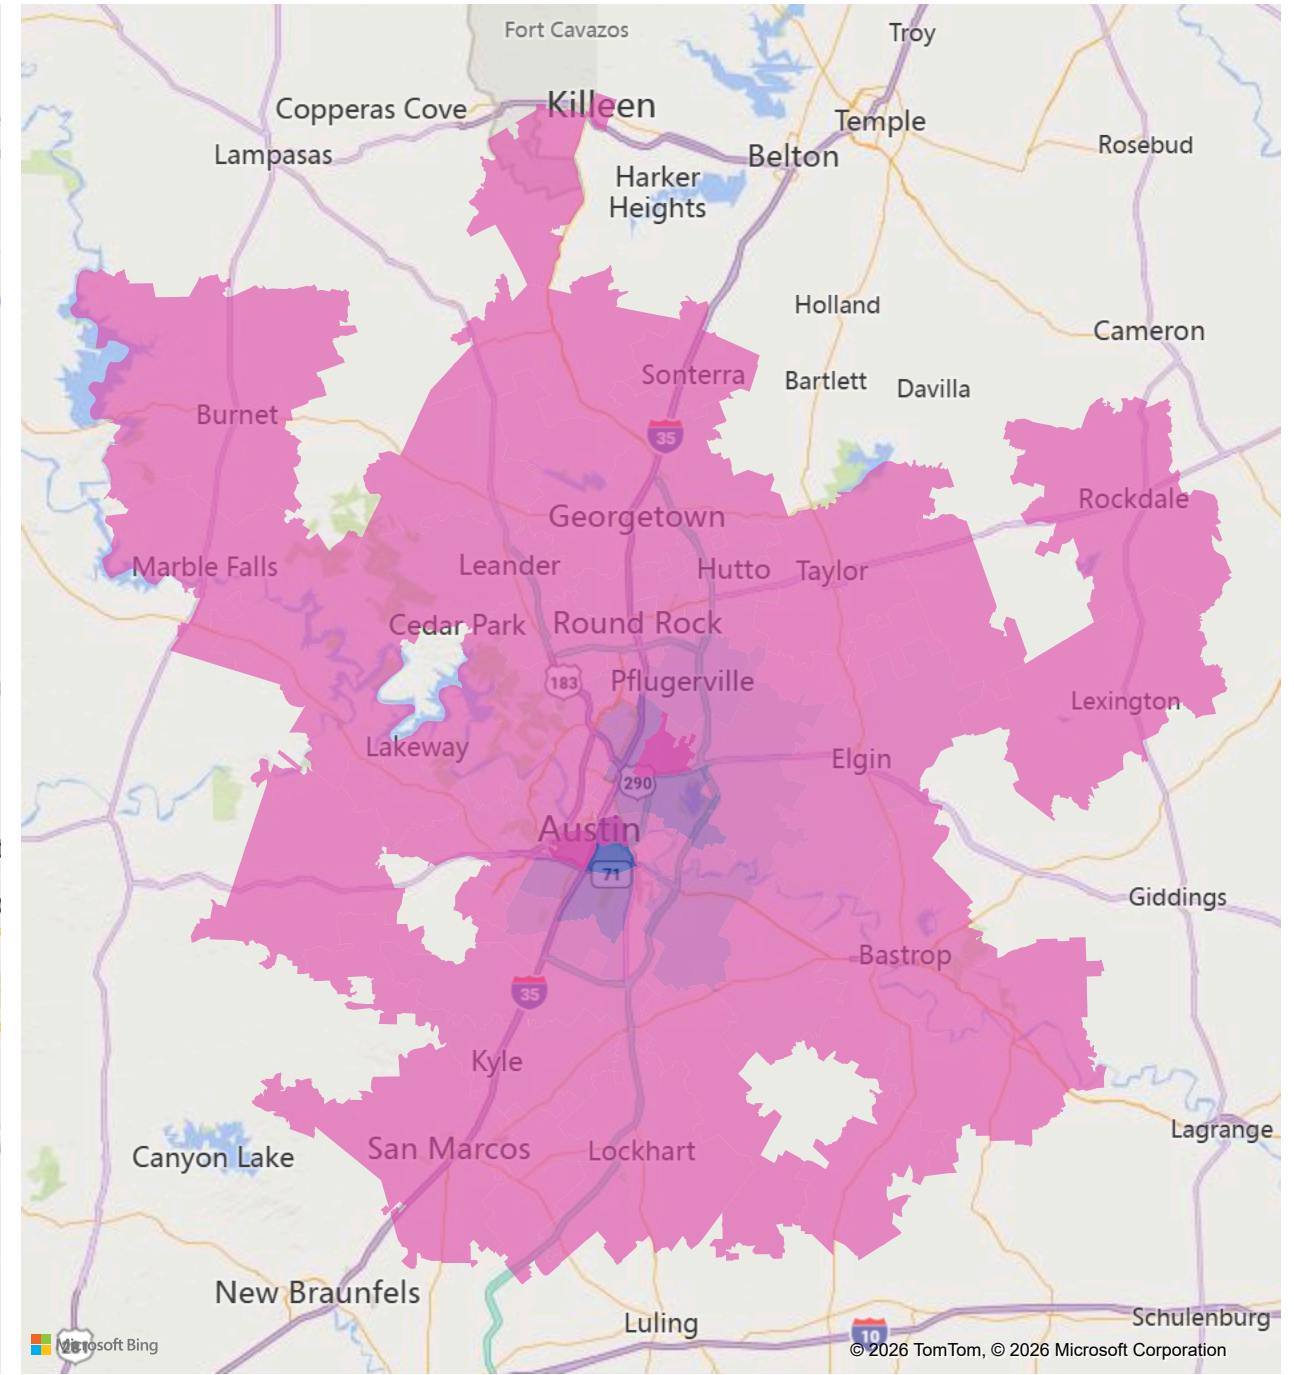 Fort Cavazos
Troy
Copperas Cove
Killeen
Temple
Lampasas
Belton
Rosebud
Harker
Heights
Holland
Cameron
Sonterra
Bartlett
Davilla
Burnet
35
Rockdale
Georgetown
Marble Falls
Leander
Hutto
Taylor
Cedar Park
Round Rock
183
Pflugerville
Lexington
Lakeway
Elgin
290
Austin
71
Giddings
Bastrop
35
Kyle
San Marcos
Lockhart
Lagrange
Canyon Lake
New Braunfels
Luling
Schulenburg
10
281
Microsoft Bing
© 2026 TomTom, © 2026 Microsoft Corporation